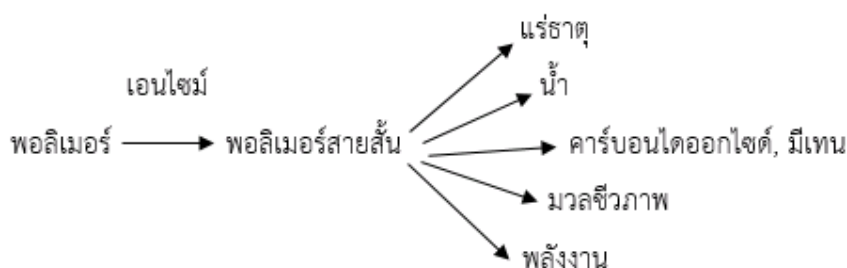 แร่ธาตุ
เอนไซม์
น้ำ
พอลิเมอร์ พอลิเมอร์สายสั้น คาร์บอนไดออกไซด์, มีเทน
มวลชีวภาพ
พลังงาน